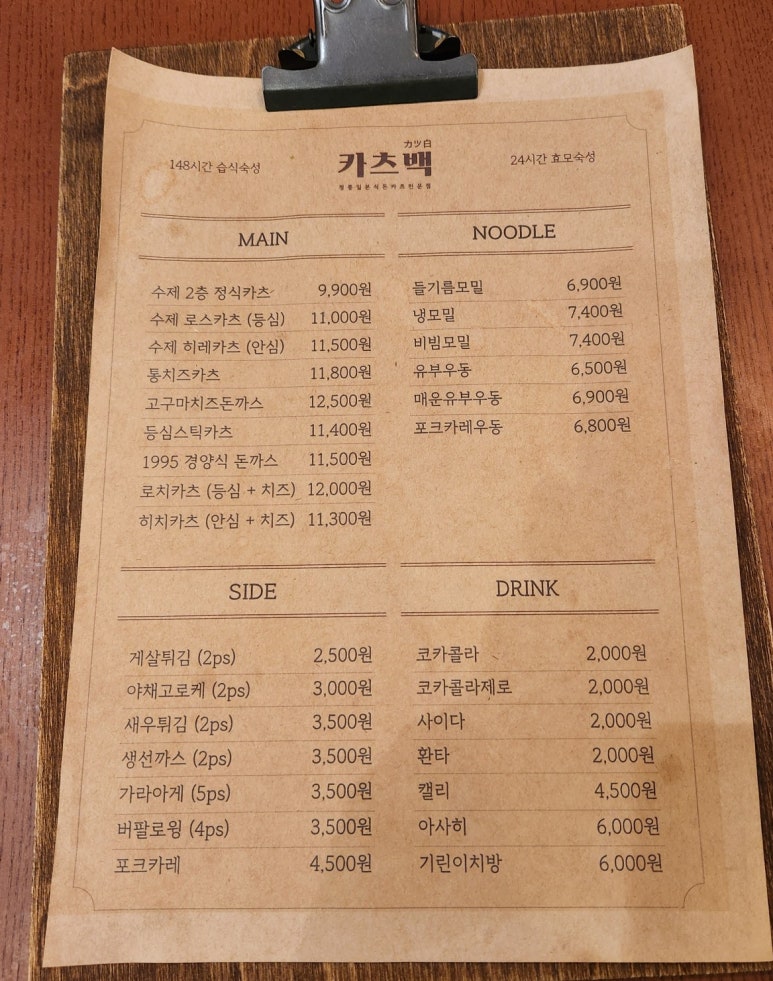 148시간 습식숙성
カツ白
카츠백
정통일본식돈카츠전문점
24시간 효모숙성
MAIN
수제 2층 정식카츠 9,900원
수제 로스카츠 (등심) 11,000원
수제 히레카츠 (안심) 11,500원
통치즈카츠 11,800원
고구마치즈돈까스 12,500원
등심스틱카츠 11,400원
1995 경양식 돈까스 11,500원
로치카츠 (등심 + 치즈) 12,000원
히치카츠 (안심 + 치즈) 11,300원
NOODLE
들기름모밀 6,900원
냉모밀 7,400원
비빔모밀 7,400원
유부우동 6,500원
매운유부우동 6,900원
포크카레우동 6,800원
SIDE
게살튀김 (2ps) 2,500원
야채고로케 (2ps) 3,000원
새우튀김 (2ps) 3,500원
생선까스 (2ps) 3,500원
가라아게 (5ps) 3,500원
버팔로윙 (4ps) 3,500원
포크카레 4,500원
DRINK
코카콜라 2,000원
코카콜라제로 2,000원
사이다 2,000원
환타 2,000원
캘리 4,500원
아사히 6,000원
기린이치방 6,000원